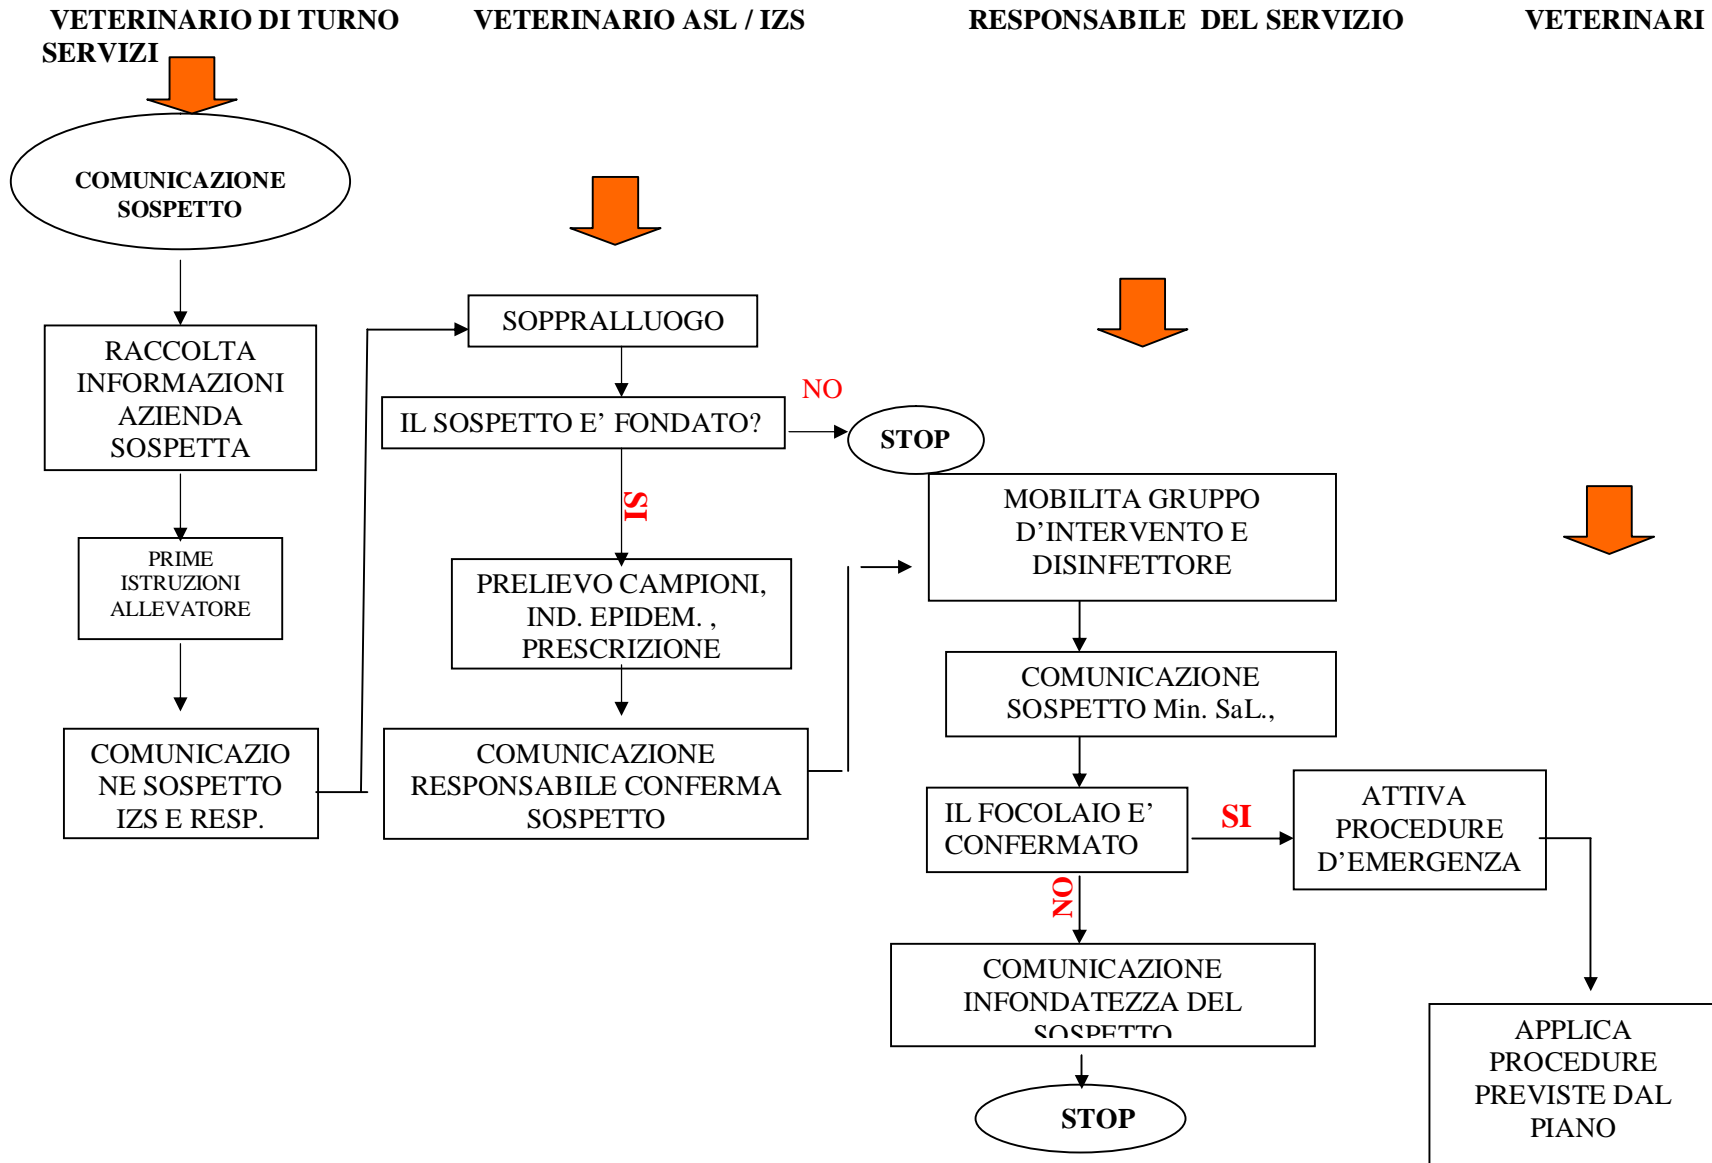 VETERINARIO DI TURNO VETERINARIO ASL / IZS RESPONSABILE DEL SERVIZIO VETERINARI
SERVIZI
COMUNICAZIONE
SOSPETTO
RACCOLTA
INFORMAZIONI
AZIENDA
SOSPETTA
PRIME
ISTRUZIONI
ALLEVATORE
COMUNICAZIO
NE SOSPETTO
IZS E RESP.
SOPPRALLUOGO
IL SOSPETTO E’ FONDATO?
NO
STOP
SI
PRELIEVO CAMPIONI,
IND. EPIDEM. ,
PRESCRIZIONE
COMUNICAZIONE
RESPONSABILE CONFERMA
SOSPETTO
MOBILITA GRUPPO
D’INTERVENTO E
DISINFETTORE
COMUNICAZIONE
SOSPETTO Min. SaL.,
IL FOCOLAIO E’
CONFERMATO
SI
NO
COMUNICAZIONE
INFONDATEZZA DEL
SOSPETTO
STOP
ATTIVA
PROCEDURE
D’EMERGENZA
APPLICA
PROCEDURE
PREVISTE DAL
PIANO